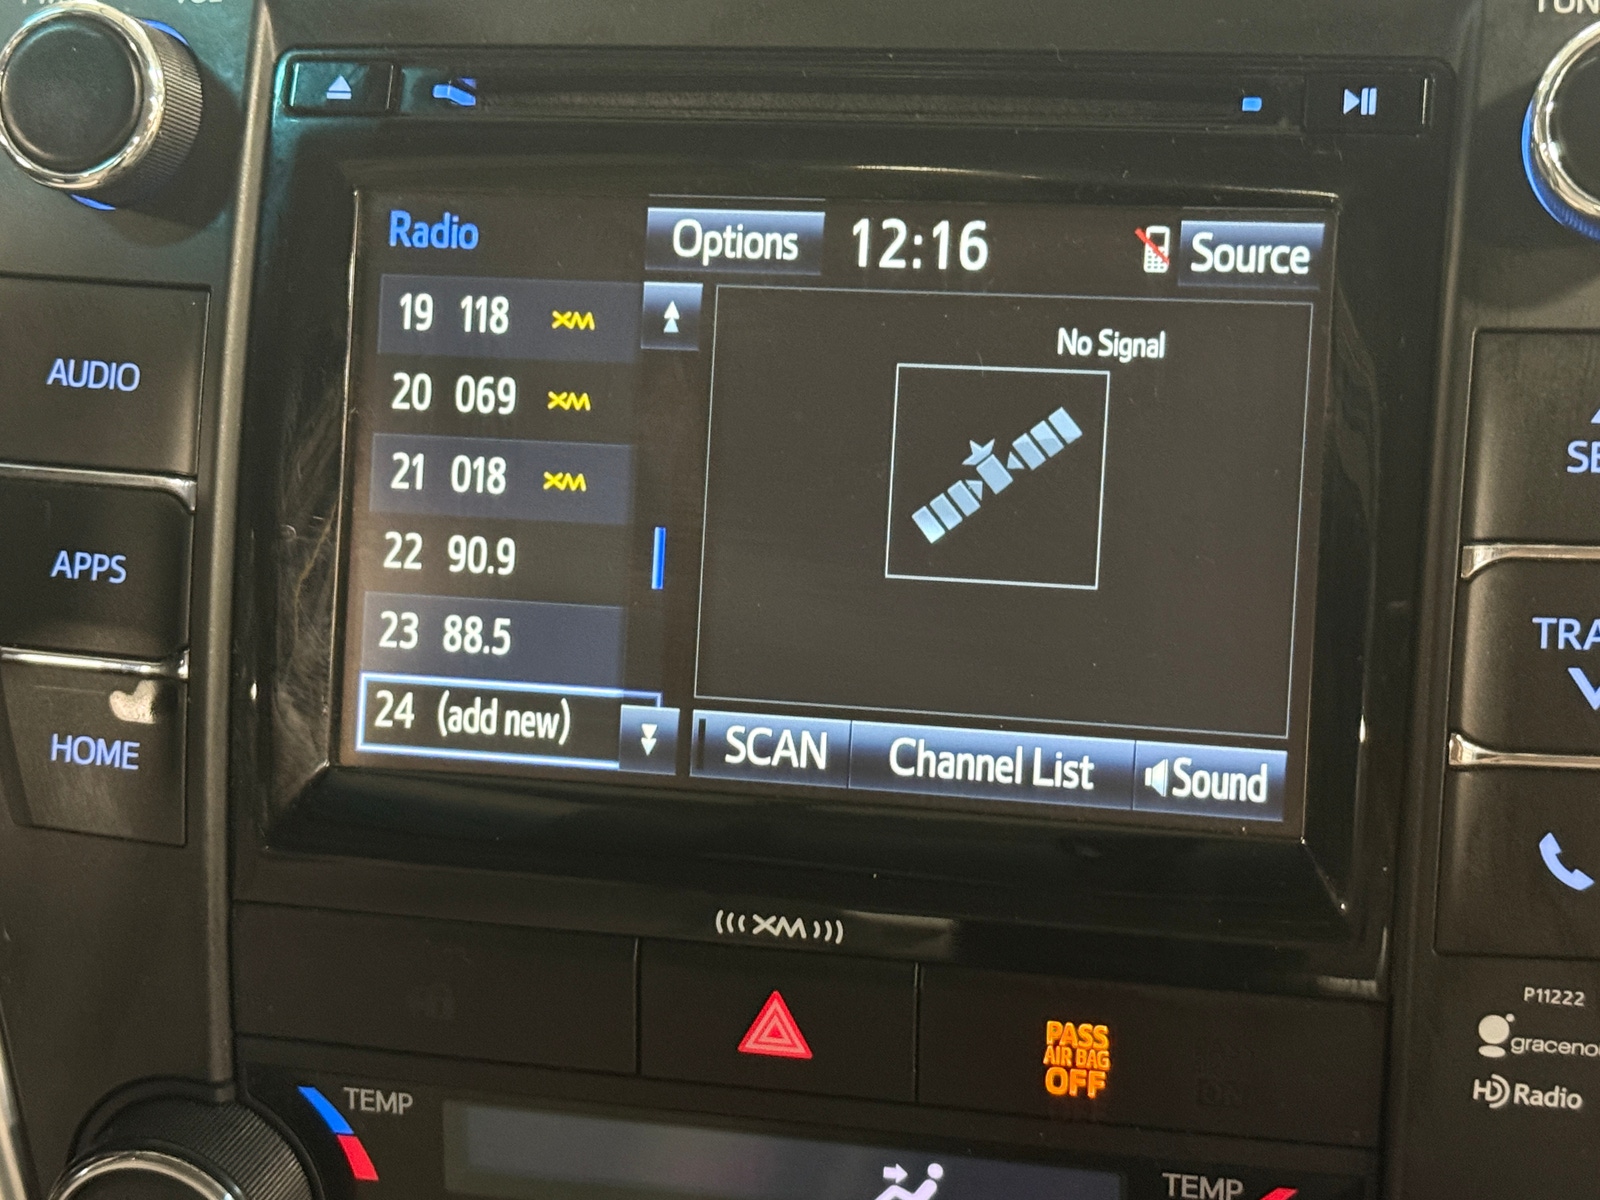 Radio
Options
12:16
Source
19 118 XM
20 069 XM
21 018 XM
22 90.9
23 88.5
24 (add new)
No Signal
SCAN
Channel List
Sound
AUDIO
APPS
HOME
XM
PASS
AIR BAG
OFF
P11222
HD Radio
TEMP
TEMP